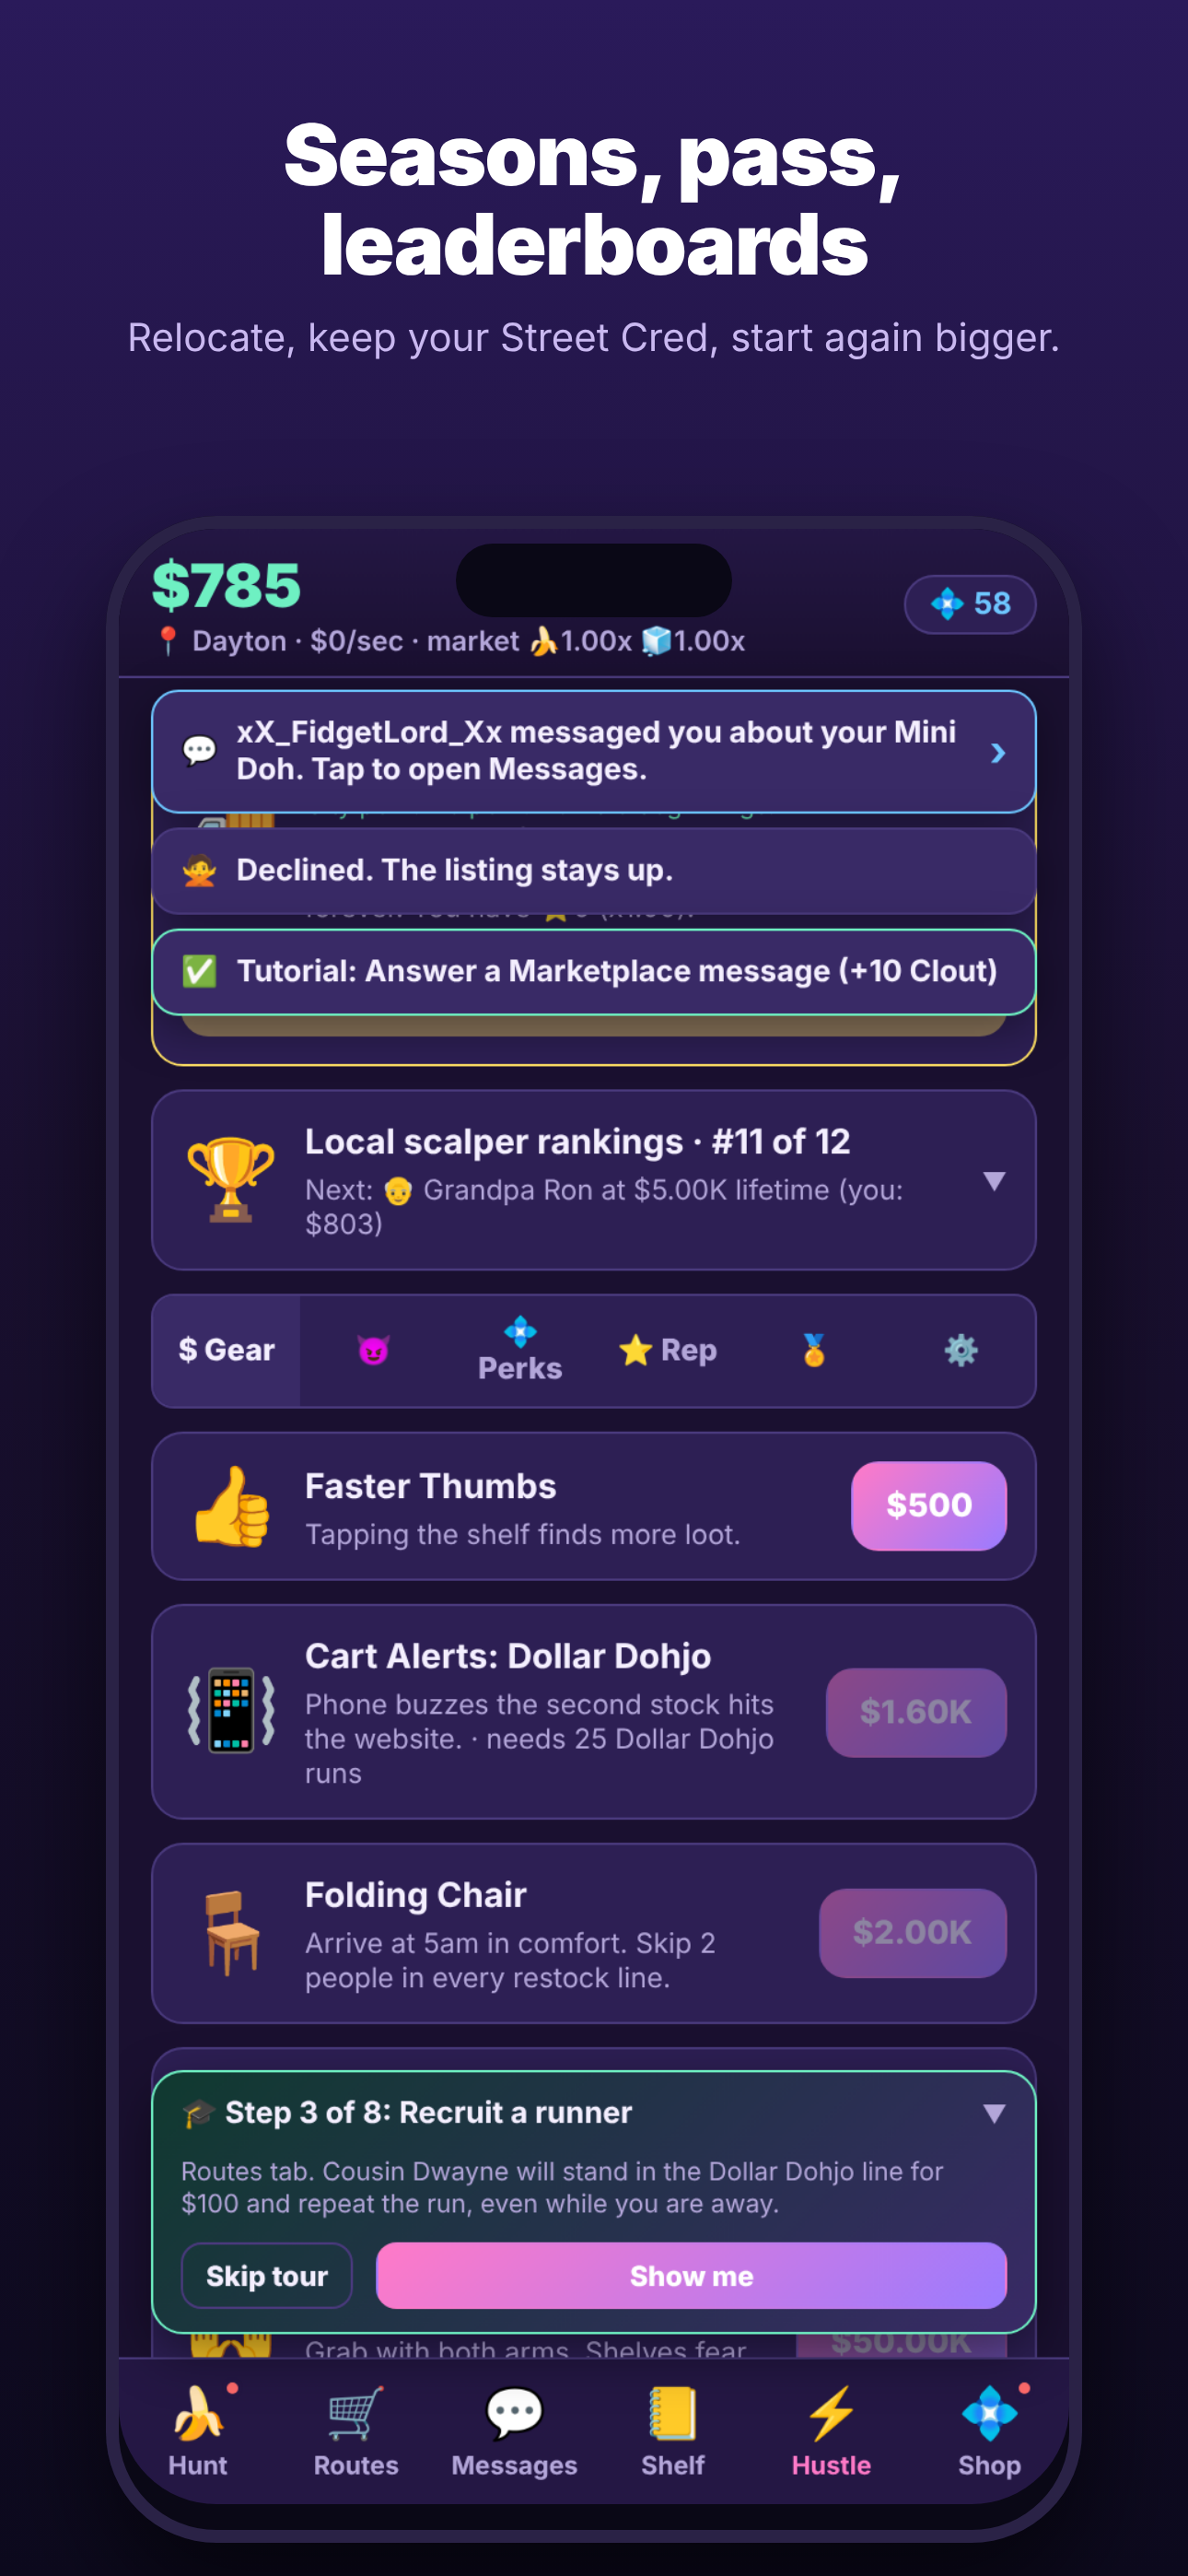 Seasons, pass,
leaderboards
Relocate, keep your Street Cred, start again bigger.
$785
58
Dayton · $0/sec · market 🍌1.00x 🧊1.00x
xX_FidgetLord_Xx messaged you about your Mini
Doh. Tap to open Messages.
Declined. The listing stays up.
Tutorial: Answer a Marketplace message (+10 Clout)
Local scalper rankings · #11 of 12
Next: 👴 Grandpa Ron at $5.00K lifetime (you:
$803)
$ Gear
Perks
Rep
Faster Thumbs
Tapping the shelf finds more loot.
$500
Cart Alerts: Dollar Dohjo
Phone buzzes the second stock hits
the website. · needs 25 Dollar Dohjo
runs
$1.60K
Folding Chair
Arrive at 5am in comfort. Skip 2
people in every restock line.
$2.00K
Step 3 of 8: Recruit a runner
Routes tab. Cousin Dwayne will stand in the Dollar Dohjo line for
$100 and repeat the run, even while you are away.
Skip tour
Show me
Grab with both arms. Shelves fear
$50.00K
Hunt
Routes
Messages
Shelf
Hustle
Shop